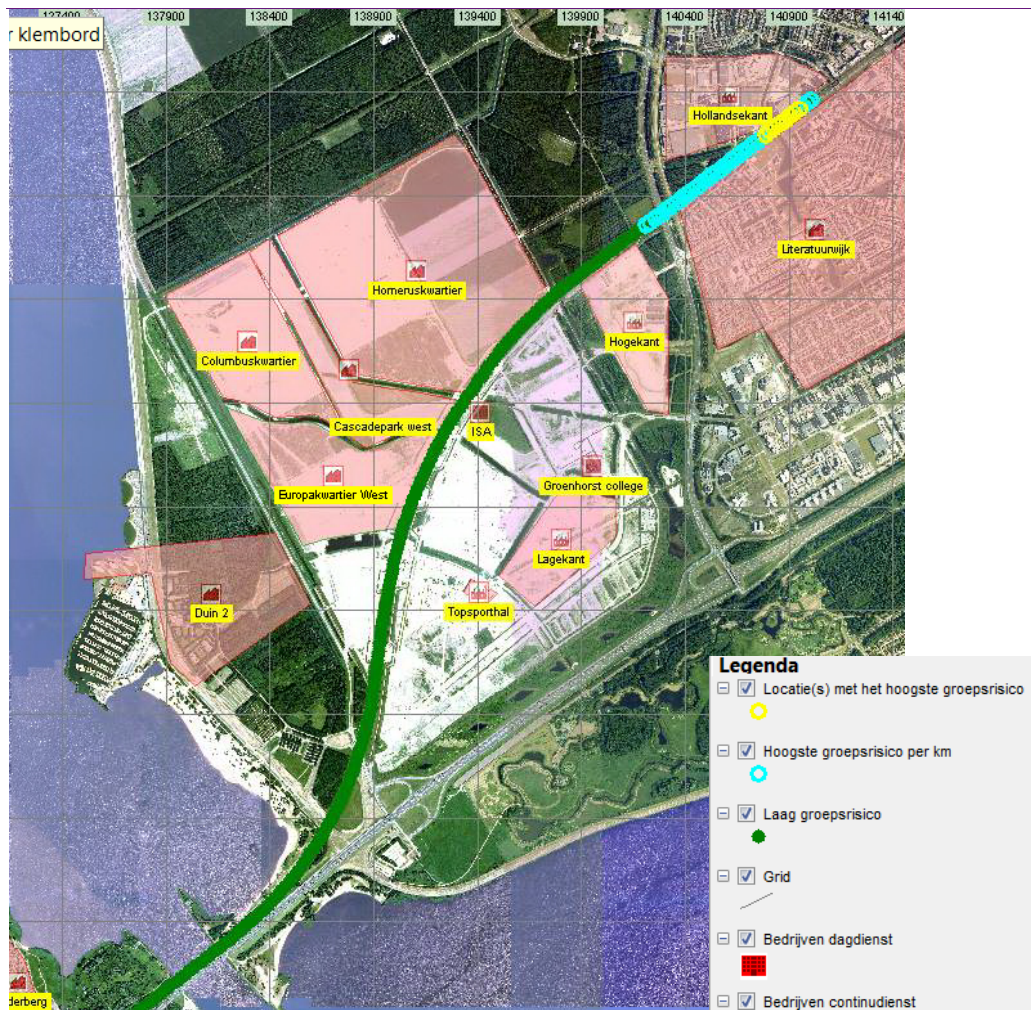 127400 137900 138400 138900 139400 139900 140400 140900 14140
r klembord
Hollandsekant
Literatuurwijk
Homeruskwartier
Hogekant
Columbuskwartier
Cascadepark west
ISA
Groenhorst college
Europakwartier West
Lagekant
Duin 2
Topsporthal
derberg
Legenda
Locatie(s) met het hoogste groepsrisico
Hoogste groepsrisico per km
Laag groepsrisico
Grid
Bedrijven dagdienst
Bedrijven continudienst